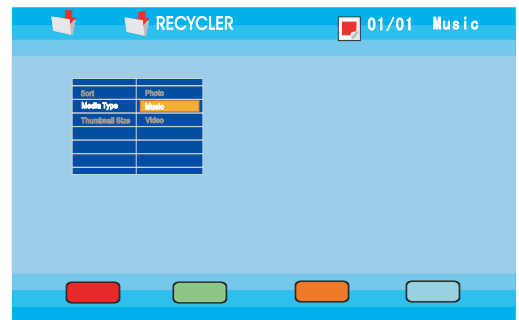 RECYCLER 01/01 Music
Sort Photo
Media Type Music
Thumbnail Size Video